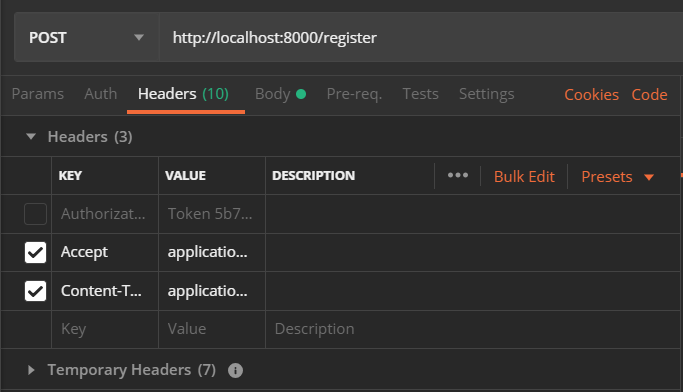 POST http://localhost:8000/register
Params Auth Headers (10) Body Pre-req. Tests Settings Cookies Code
Headers (3)
KEY VALUE DESCRIPTION ••• Bulk Edit Presets
Authorizat... Token 5b7...
Accept applicatio...
Content-T... applicatio...
Key Value Description
Temporary Headers (7) i